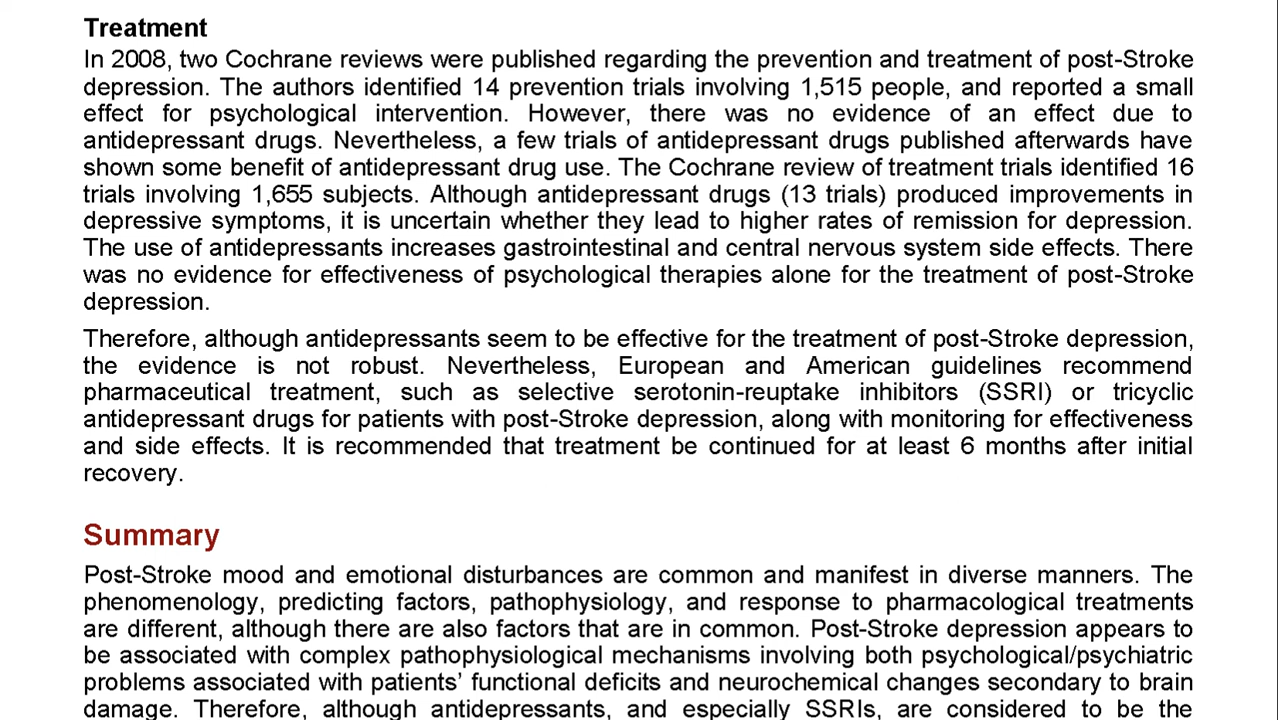 Treatment
In 2008, two Cochrane reviews were published regarding the prevention and treatment of post-Stroke
depression. The authors identified 14 prevention trials involving 1,515 people, and reported a small
effect for psychological intervention. However, there was no evidence of an effect due to
antidepressant drugs. Nevertheless, a few trials of antidepressant drugs published afterwards have
shown some benefit of antidepressant drug use. The Cochrane review of treatment trials identified 16
trials involving 1,655 subjects. Although antidepressant drugs (13 trials) produced improvements in
depressive symptoms, it is uncertain whether they lead to higher rates of remission for depression.
The use of antidepressants increases gastrointestinal and central nervous system side effects. There
was no evidence for effectiveness of psychological therapies alone for the treatment of post-Stroke
depression.
Therefore, although antidepressants seem to be effective for the treatment of post-Stroke depression,
the evidence is not robust. Nevertheless, European and American guidelines recommend
pharmaceutical treatment, such as selective serotonin-reuptake inhibitors (SSRI) or tricyclic
antidepressant drugs for patients with post-Stroke depression, along with monitoring for effectiveness
and side effects. It is recommended that treatment be continued for at least 6 months after initial
recovery.
Summary
Post-Stroke mood and emotional disturbances are common and manifest in diverse manners. The
phenomenology, predicting factors, pathophysiology, and response to pharmacological treatments
are different, although there are also factors that are in common. Post-Stroke depression appears to
be associated with complex pathophysiological mechanisms involving both psychological/psychiatric
problems associated with patients’ functional deficits and neurochemical changes secondary to brain
damage. Therefore, although antidepressants, and especially SSRIs, are considered to be the